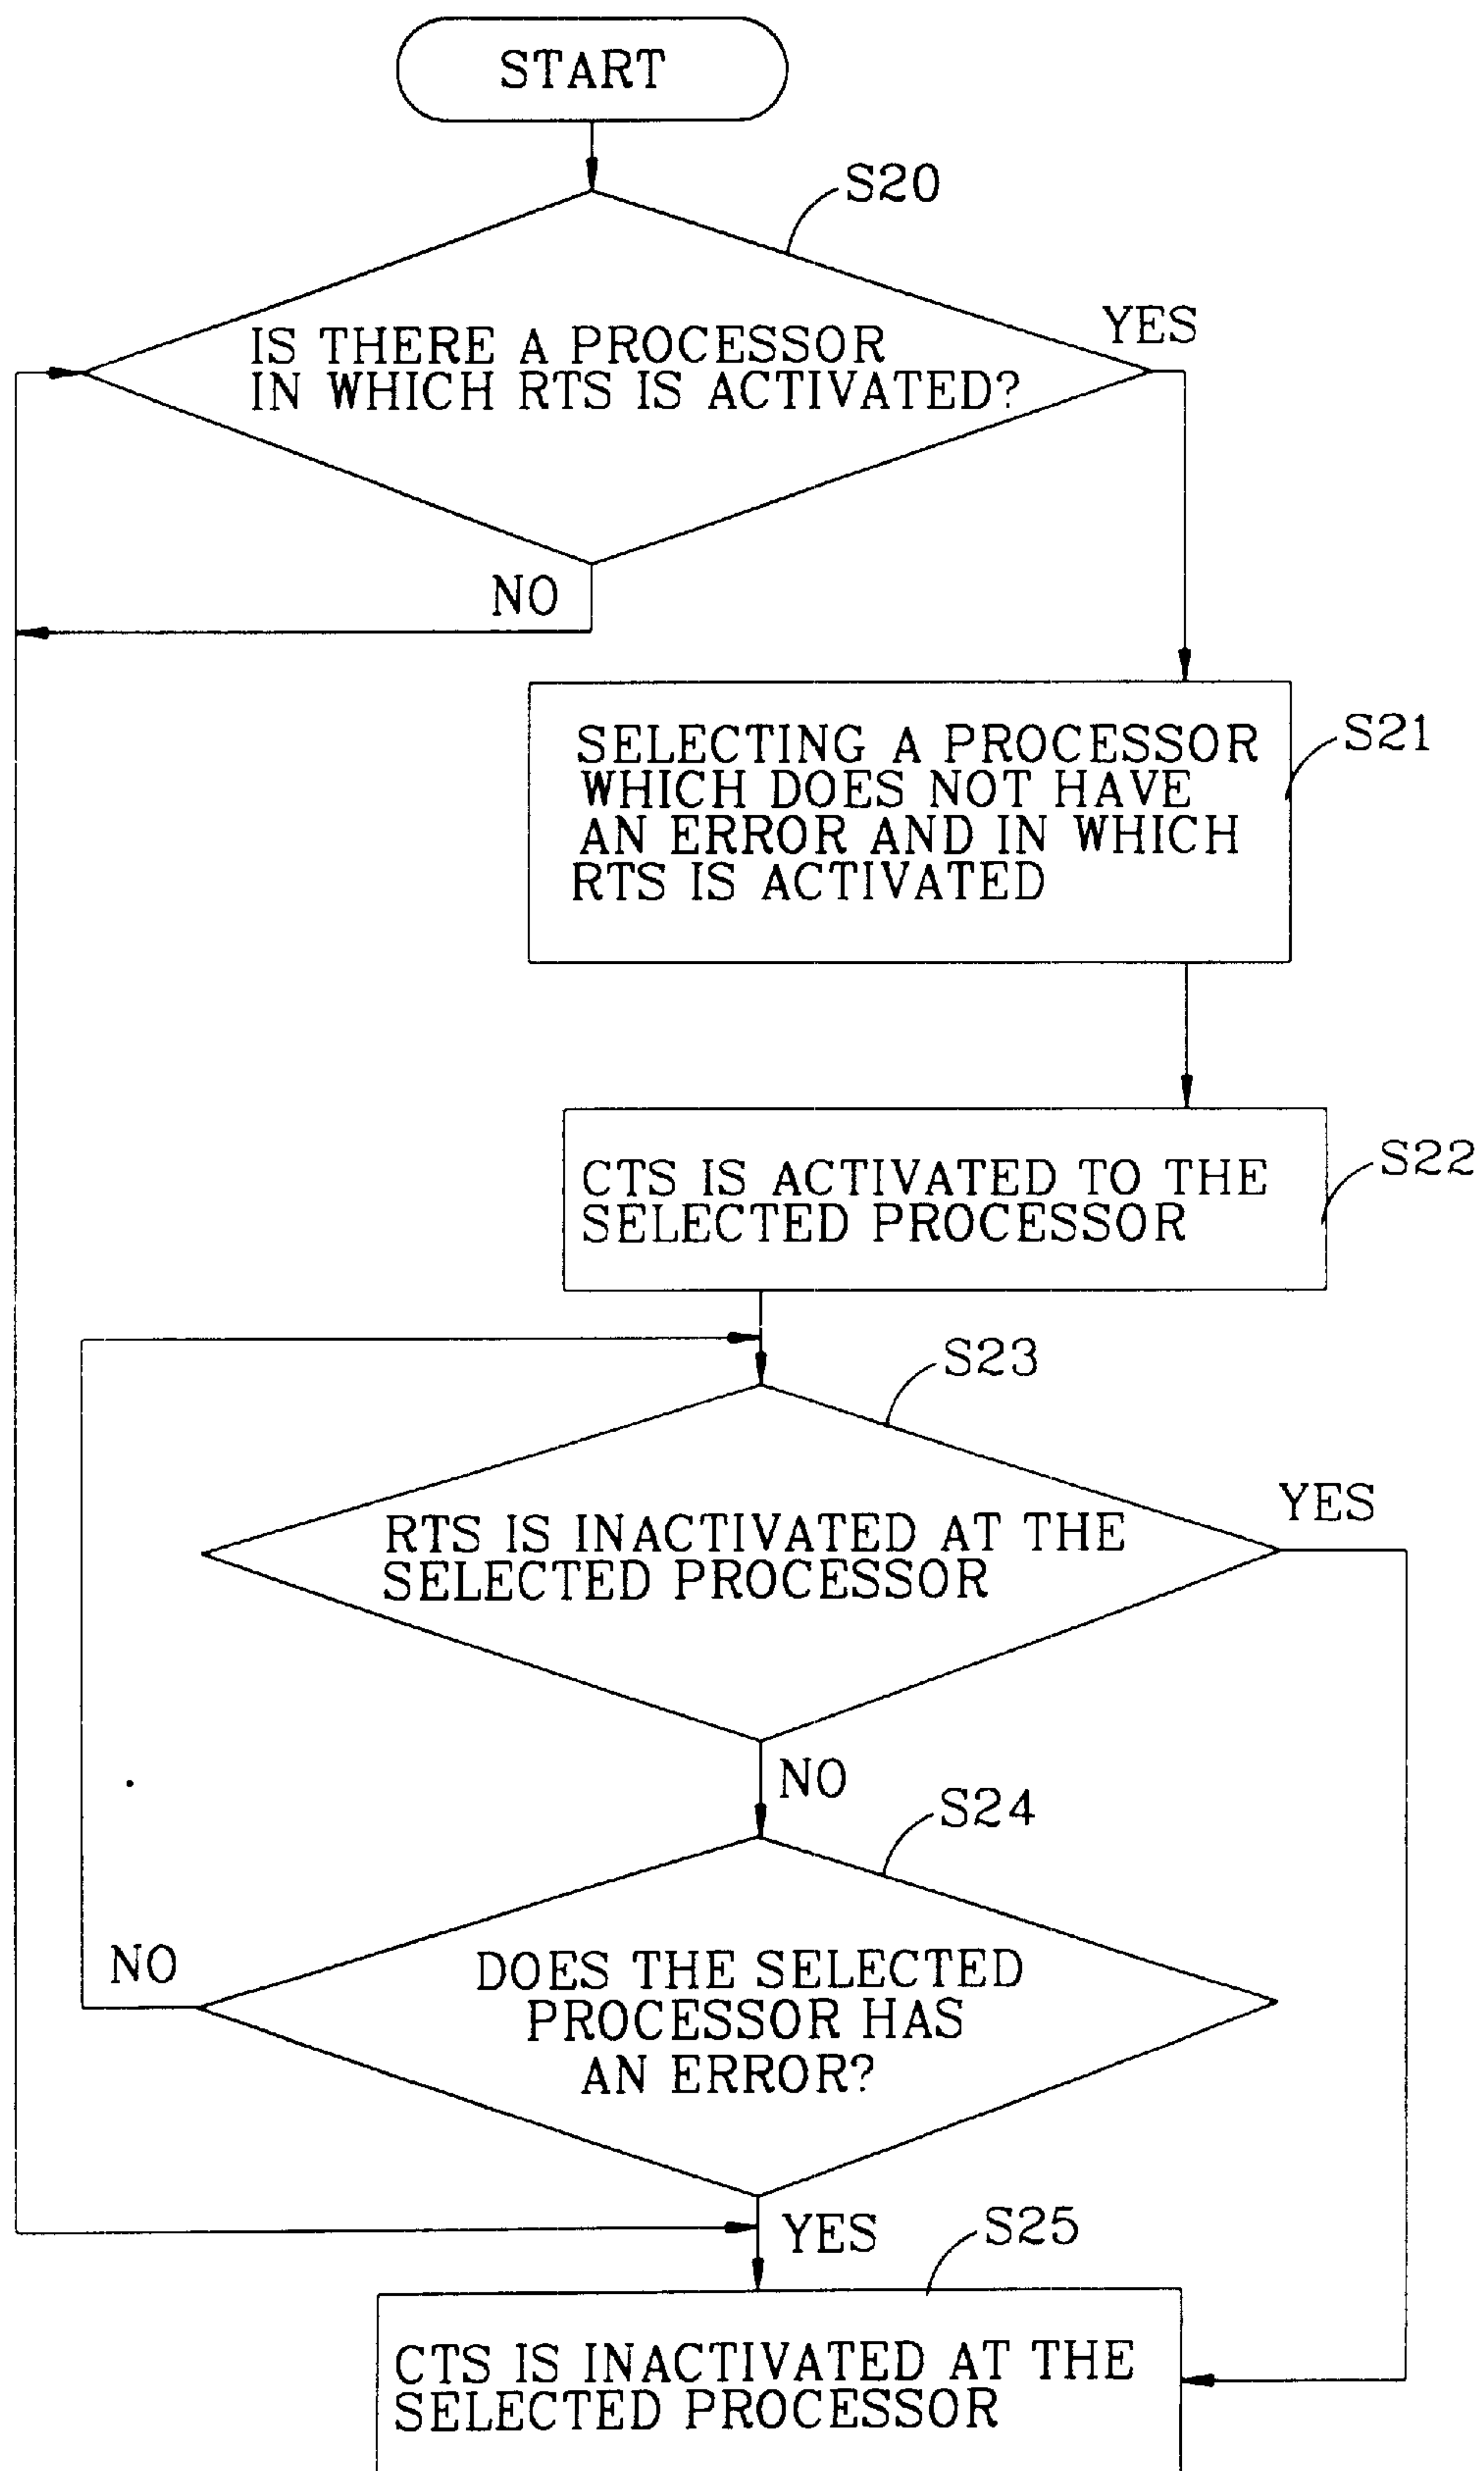 START
S20
IS THERE A PROCESSOR
IN WHICH RTS IS ACTIVATED?
YES
NO
SELECTING A PROCESSOR
WHICH DOES NOT HAVE
AN ERROR AND IN WHICH
RTS IS ACTIVATED
S21
CTS IS ACTIVATED TO THE
SELECTED PROCESSOR
S22
S23
RTS IS INACTIVATED AT THE
SELECTED PROCESSOR
YES
NO
S24
DOES THE SELECTED
PROCESSOR HAS
AN ERROR?
NO
YES
S25
CTS IS INACTIVATED AT THE
SELECTED PROCESSOR